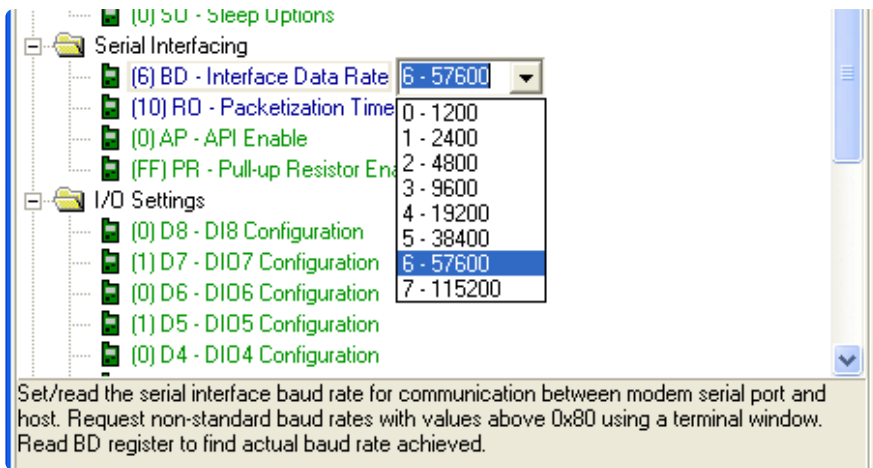 (0) SO - Sleep Options
Serial Interfacing
(6) BD - Interface Data Rate 6 - 57600
(10) RO - Packetization Time
(0) AP - API Enable
(FF) PR - Pull-up Resistor Ena
0 - 1200
1 - 2400
2 - 4800
3 - 9600
4 - 19200
5 - 38400
6 - 57600
7 - 115200
I/O Settings
(0) D8 - DI8 Configuration
(1) D7 - DIO7 Configuration
(0) D6 - DIO6 Configuration
(1) D5 - DIO5 Configuration
(0) D4 - DIO4 Configuration
Set/read the serial interface baud rate for communication between modem serial port and
host. Request non-standard baud rates with values above 0x80 using a terminal window.
Read BD register to find actual baud rate achieved.